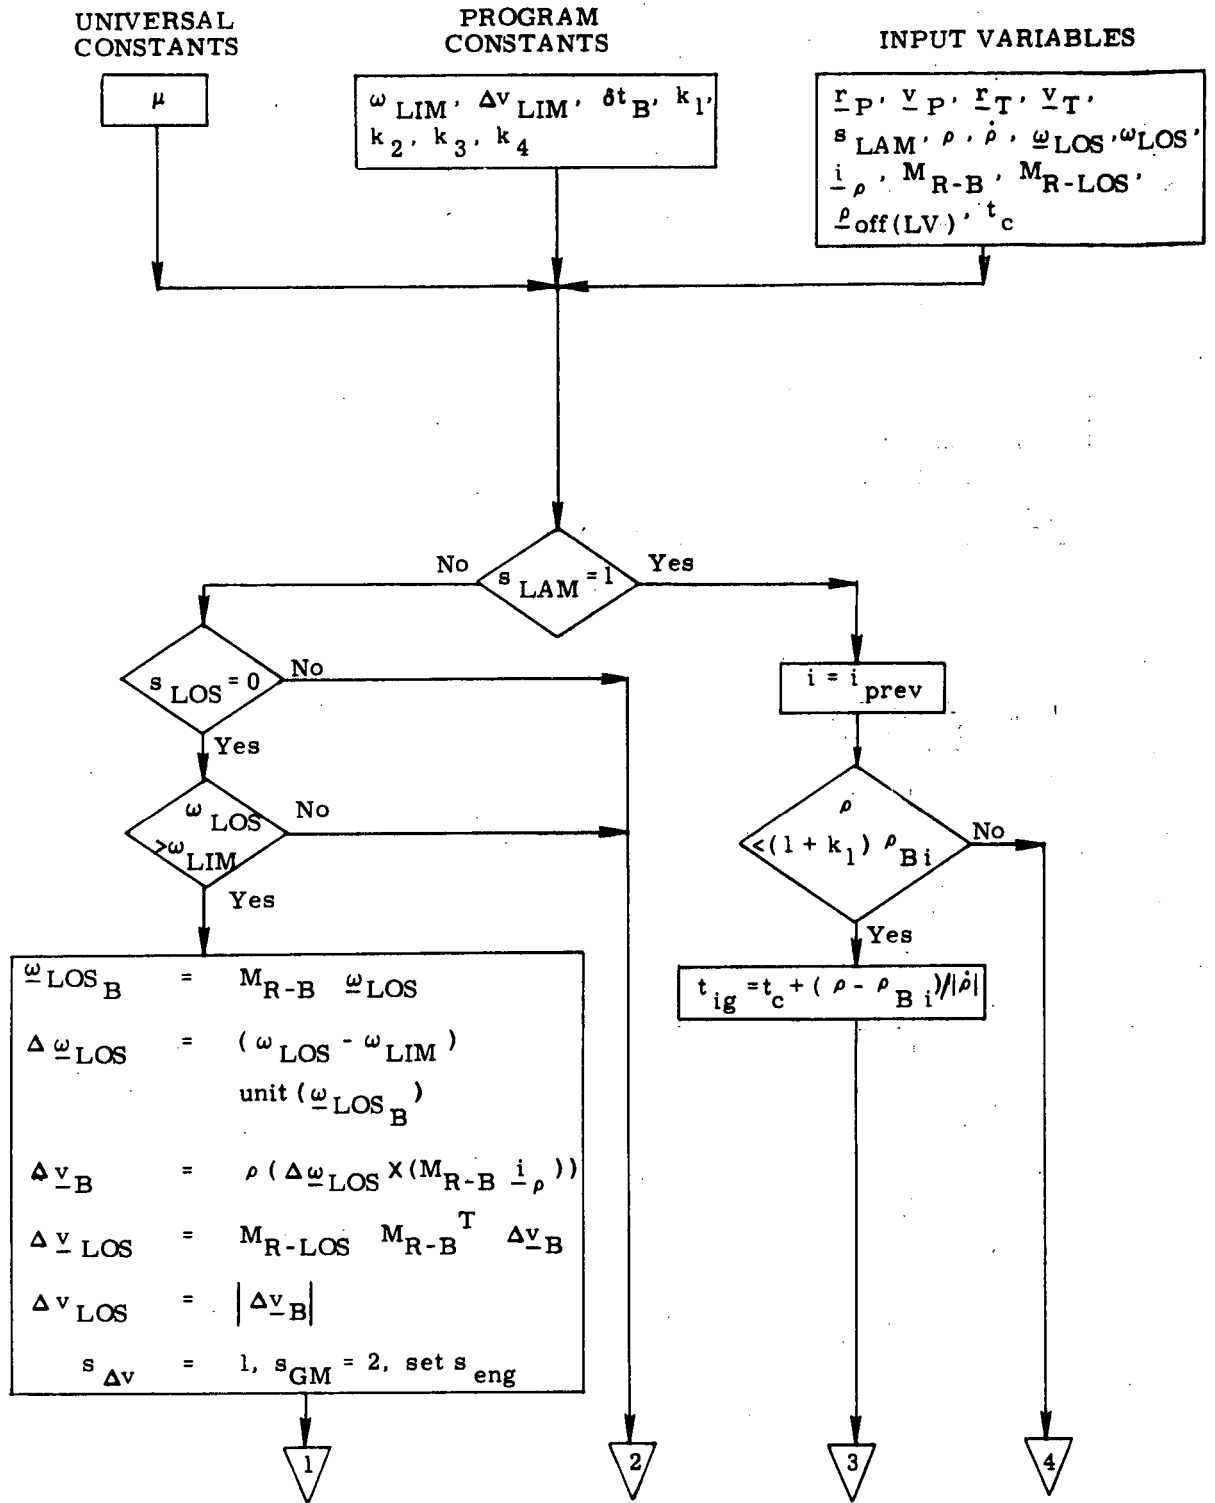 UNIVERSAL
CONSTANTS
μ
PROGRAM
CONSTANTS
ω LIM, Δv LIM, δt B, k 1,
k 2, k 3, k 4
INPUT VARIABLES
r P, v P, r T, v T,
s LAM, ρ, ρ̇, ω LOS, ω LOS,
i ρ, M R-B, M R-LOS,
ρ off(LV), t c
No
s LAM = 1
Yes
s LOS = 0
No
Yes
ω LOS
>ω LIM
No
Yes
i = i prev
ρ
<(1 + k 1) ρ B i
No
Yes
t ig = t c + ( ρ - ρ B i )/|ρ̇|
ω LOS B = M R-B ω LOS
Δ ω LOS = ( ω LOS - ω LIM )
unit ( ω LOS B )
Δ v B = ρ ( Δ ω LOS X (M R-B i ρ ))
Δ v LOS = M R-LOS M R-B T Δ v B
Δ v LOS = | Δ v B |
s Δv = 1, s GM = 2, set s eng
1
2
3
4